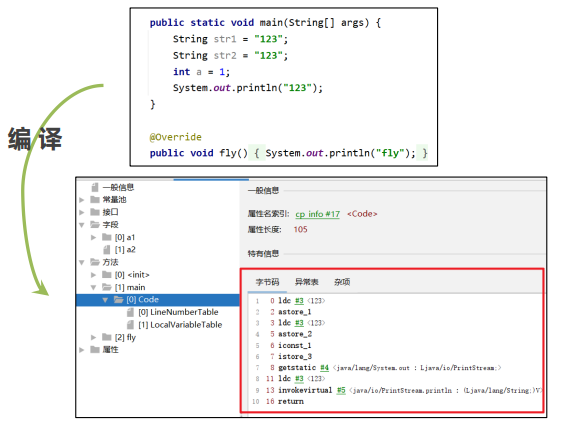 public static void main(String[] args) {
String str1 = "123";
String str2 = "123";
int a = 1;
System.out.println("123");
}
@Override
public void fly() { System.out.println("fly"); }
编 译
一般信息
常量池
接口
字段
[0] a1
[1] a2
方法
[0] <init>
[1] main
[0] Code
[0] LineNumberTable
[1] LocalVariableTable
[2] fly
属性
一般信息
属性名索引: cp_info #17 <Code>
属性长度: 105
特有信息
字节码 异常表 杂项
1 0 ldc #3 <123>
2 2 astore_1
3 3 ldc #3 <123>
4 5 astore_2
5 6 iconst_1
6 7 istore_3
7 8 getstatic #4 <java/lang/System.out : Ljava/io/PrintStream;>
8 11 ldc #3 <123>
9 13 invokevirtual #5 <java/io/PrintStream.println : (Ljava/lang/String;)V>
10 16 return